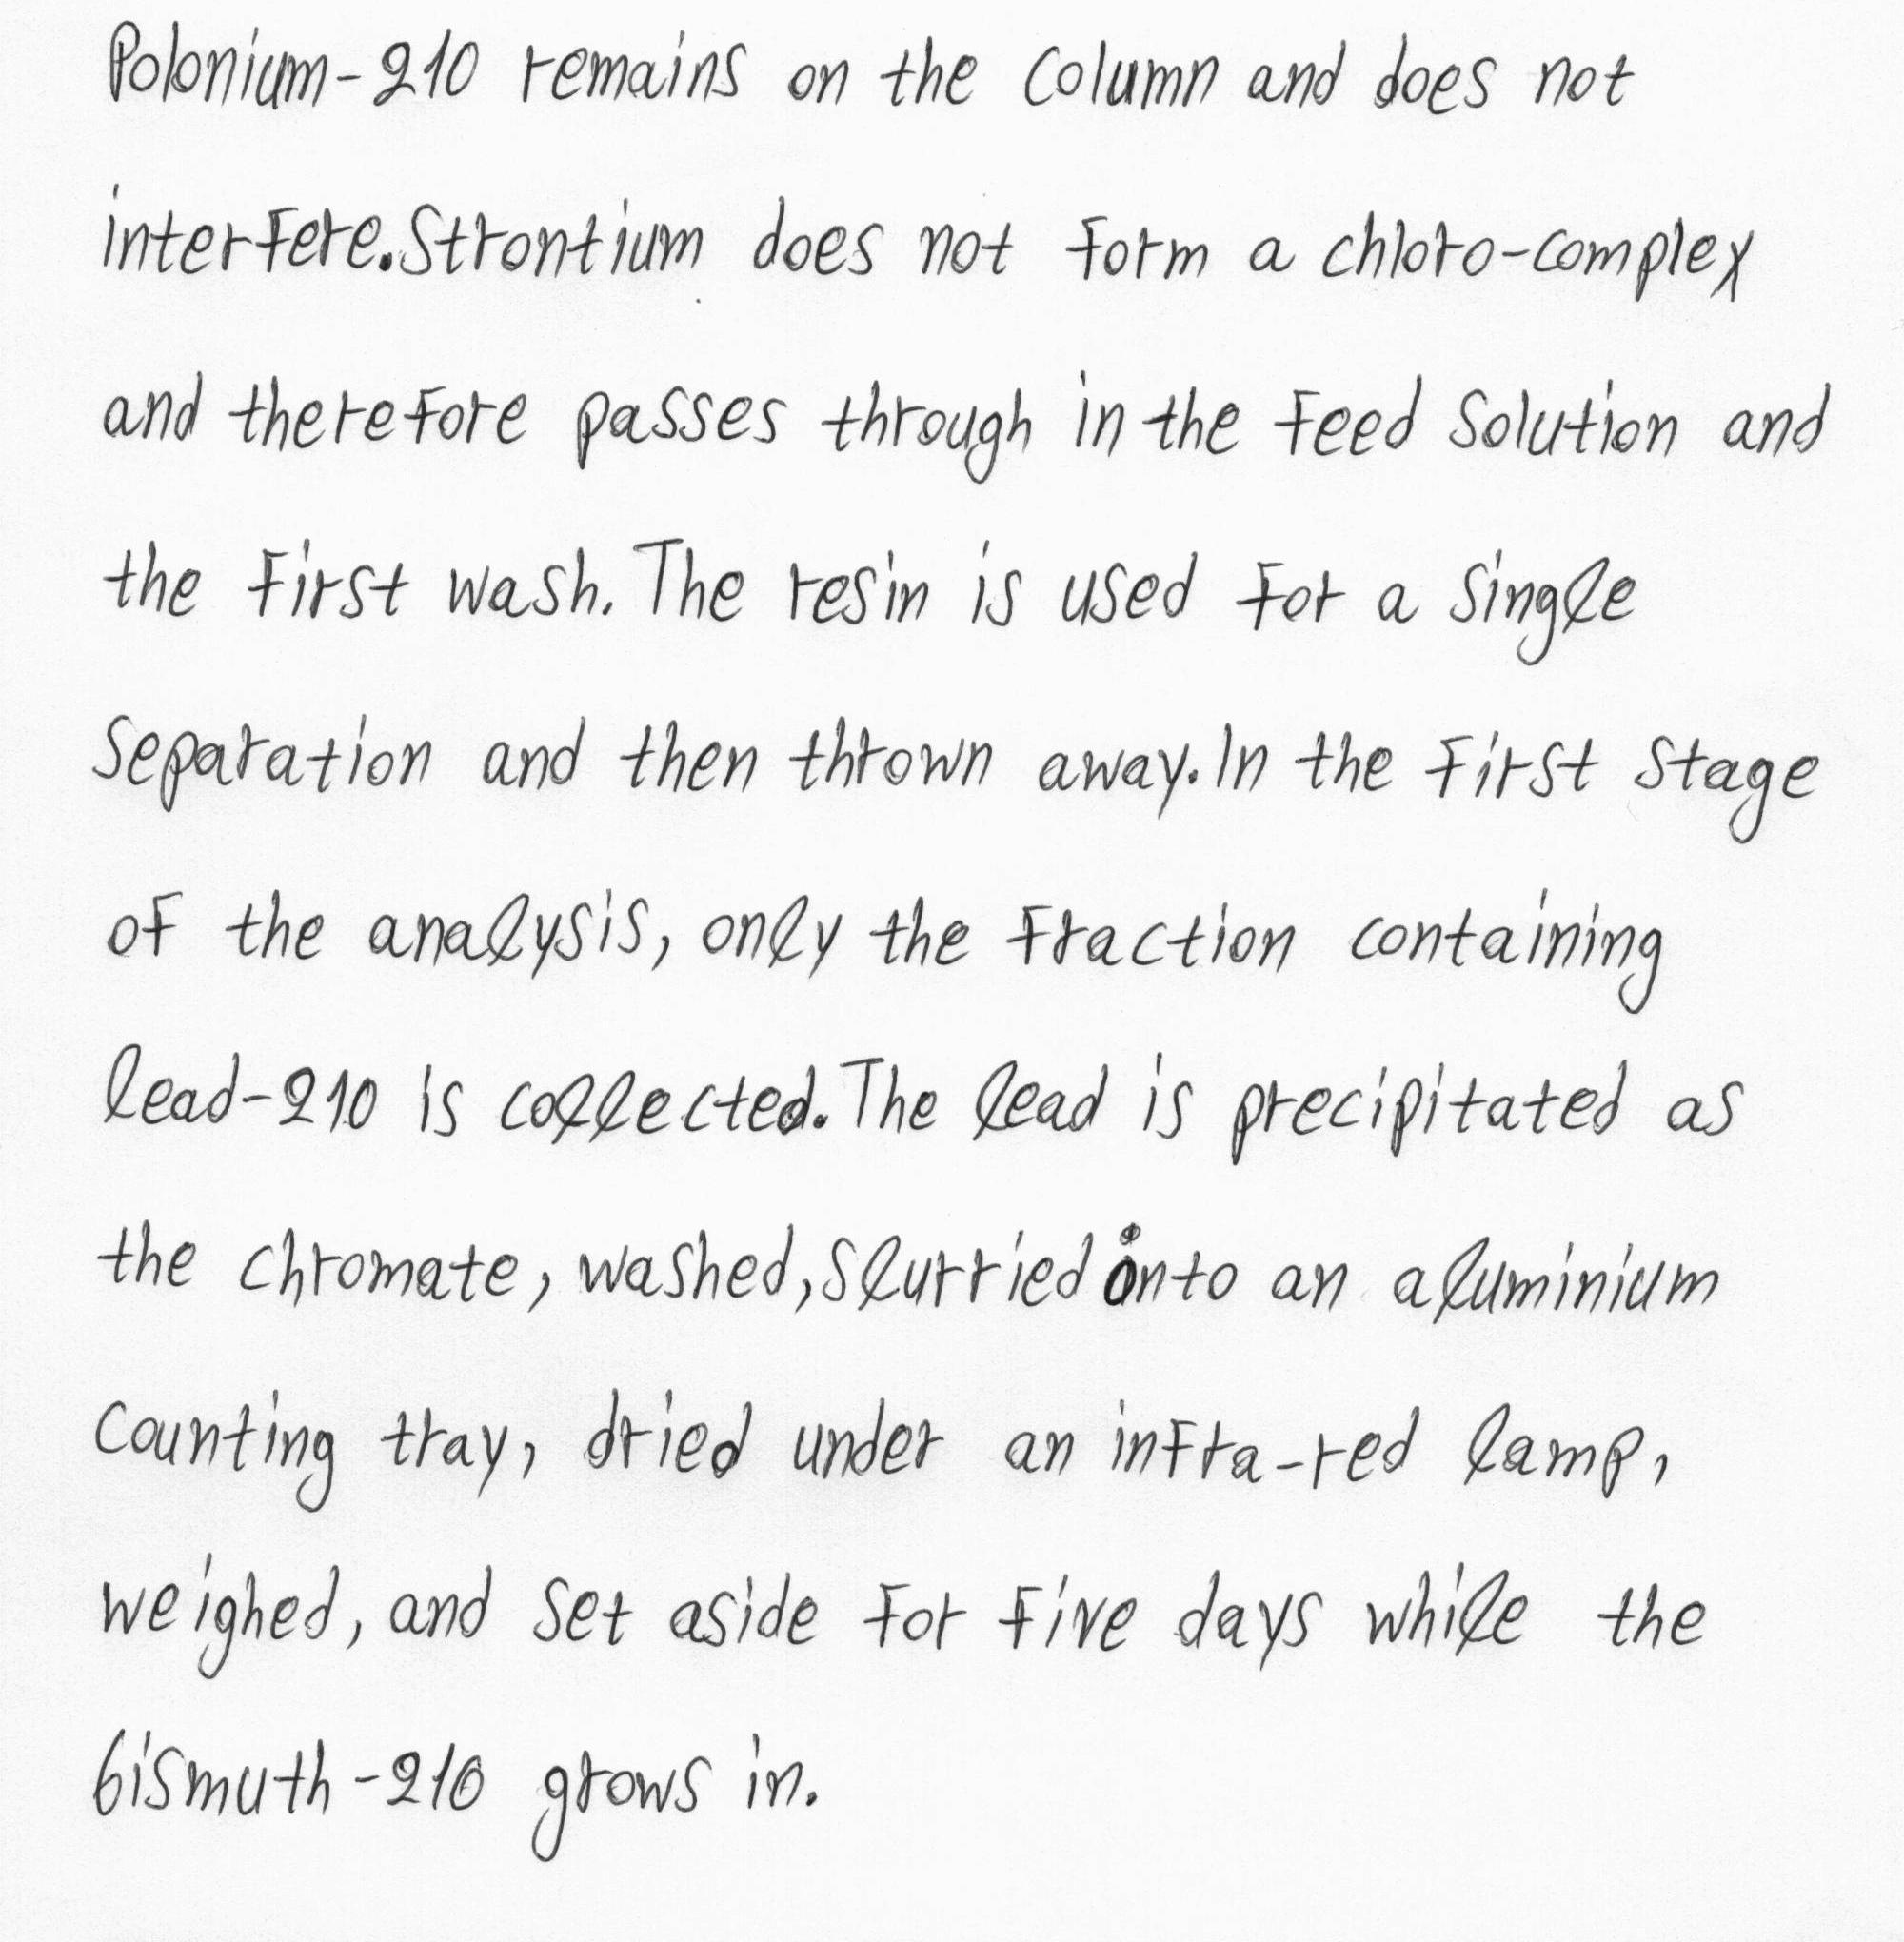 Polonium-210 remains on the column and does not
interfere. Strontium does not form a chloro-complex
and therefore passes through in the feed solution and
the first wash. The resin is used for a single
separation and then thrown away. In the first stage
of the analysis, only the fraction containing
lead-210 is collected. The lead is precipitated as
the chromate, washed, slurried onto an aluminium
counting tray, dried under an infra-red lamp,
weighed, and set aside for five days while the
bismuth-210 grows in.